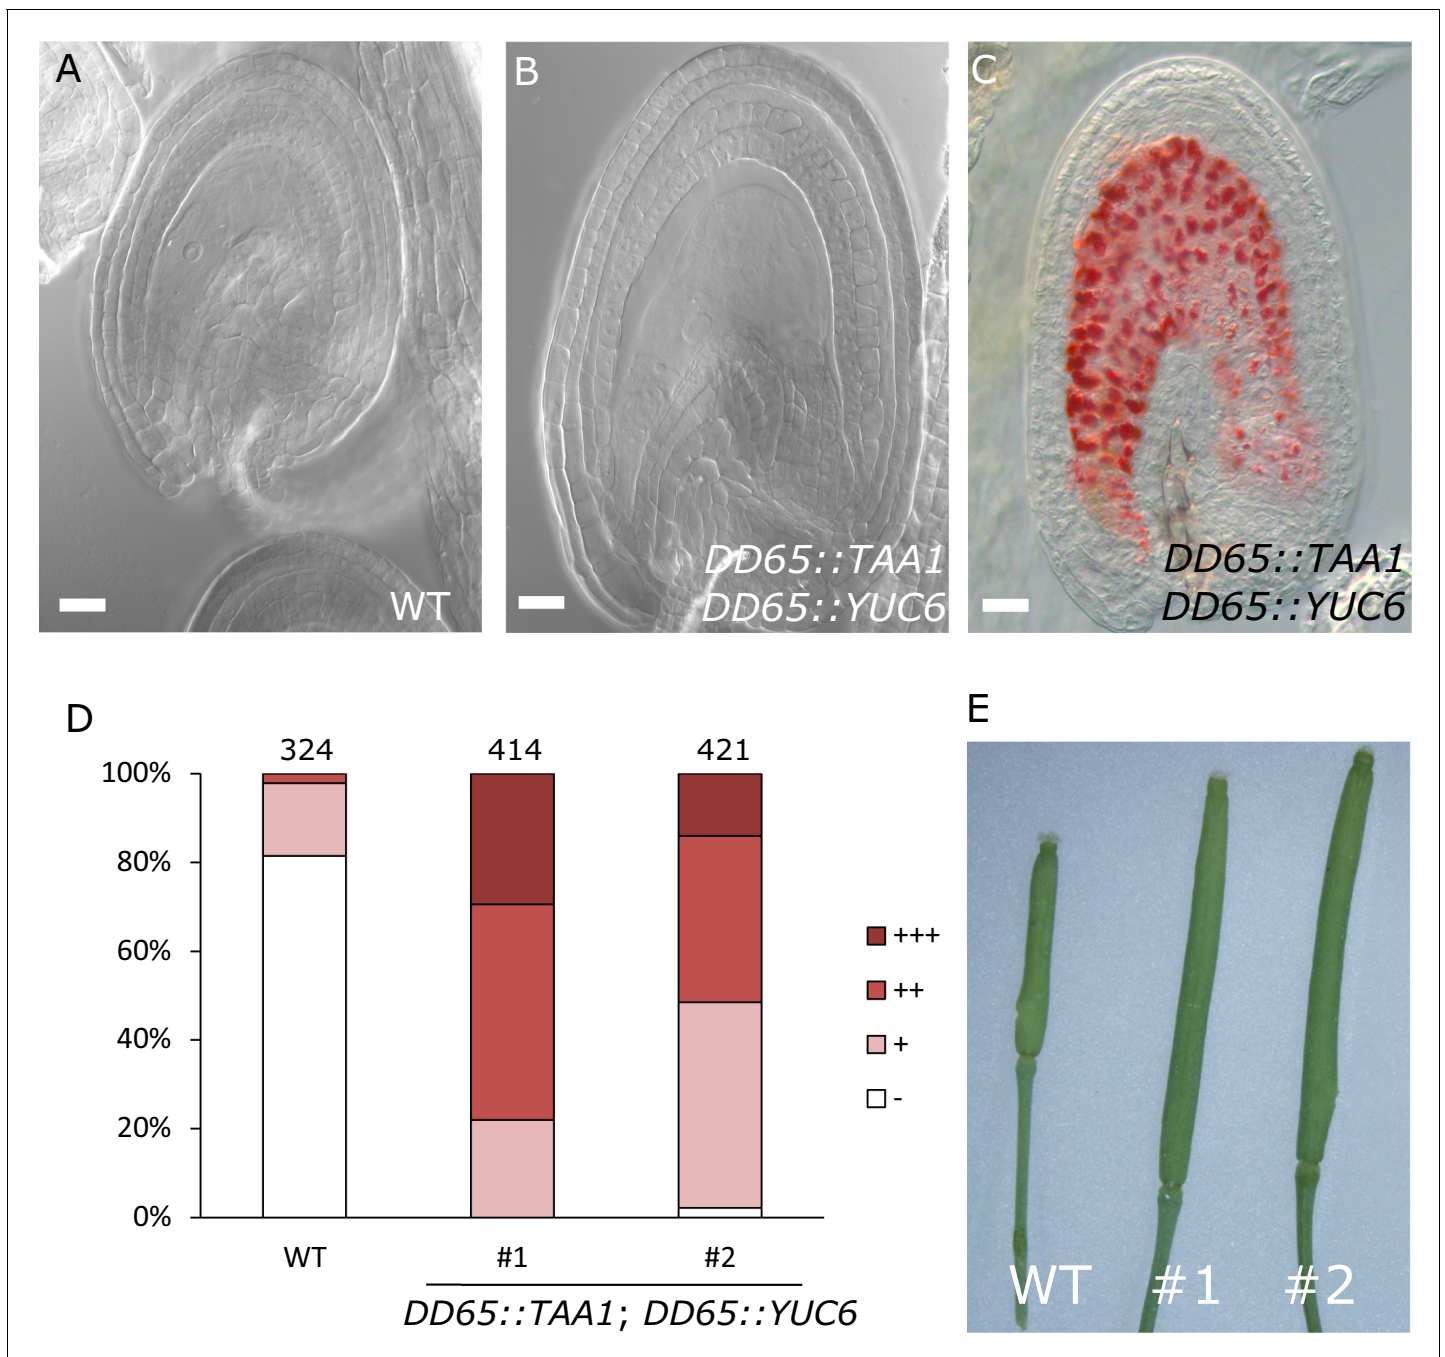 A
B
C
WT
DD65::TAA1
DD65::YUC6
DD65::TAA1
DD65::YUC6
D
E
324 414 421
100%
80%
60%
40%
20%
0%
+++
++
+
-
WT #1 #2
DD65::TAA1; DD65::YUC6
WT #1 #2